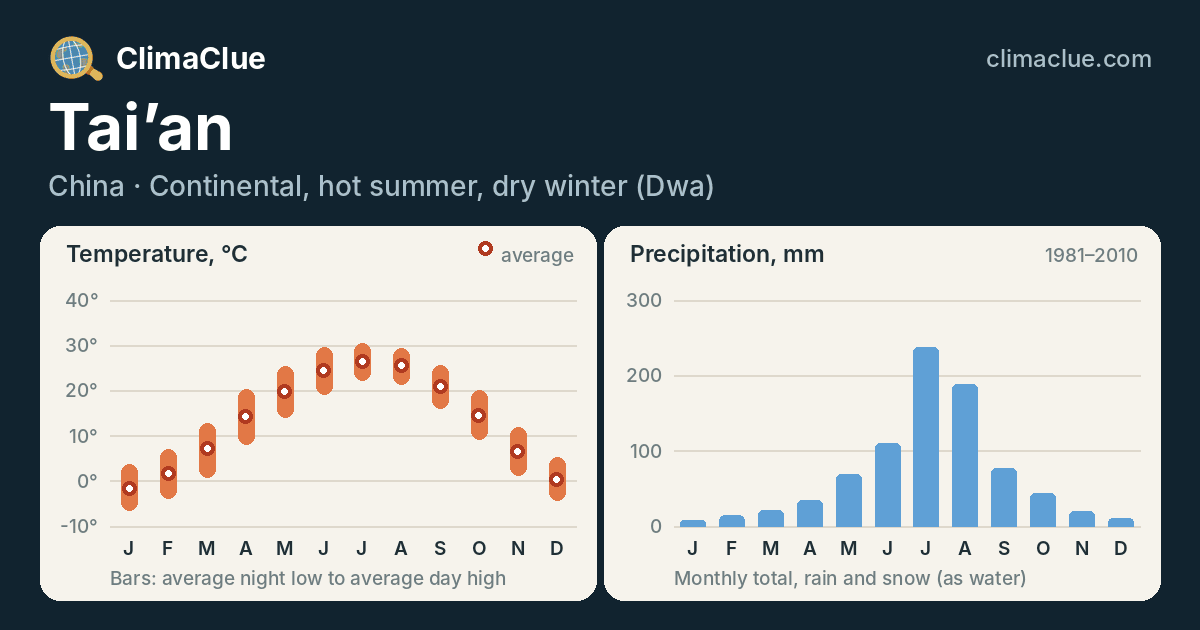 ClimaClue
climaclue.com
Tai’an
China · Continental, hot summer, dry winter (Dwa)
Temperature, °C
average
40°
30°
20°
10°
0°
-10°
J F M A M J J A S O N D
Bars: average night low to average day high
Precipitation, mm
1981–2010
300
200
100
0
J F M A M J J A S O N D
Monthly total, rain and snow (as water)